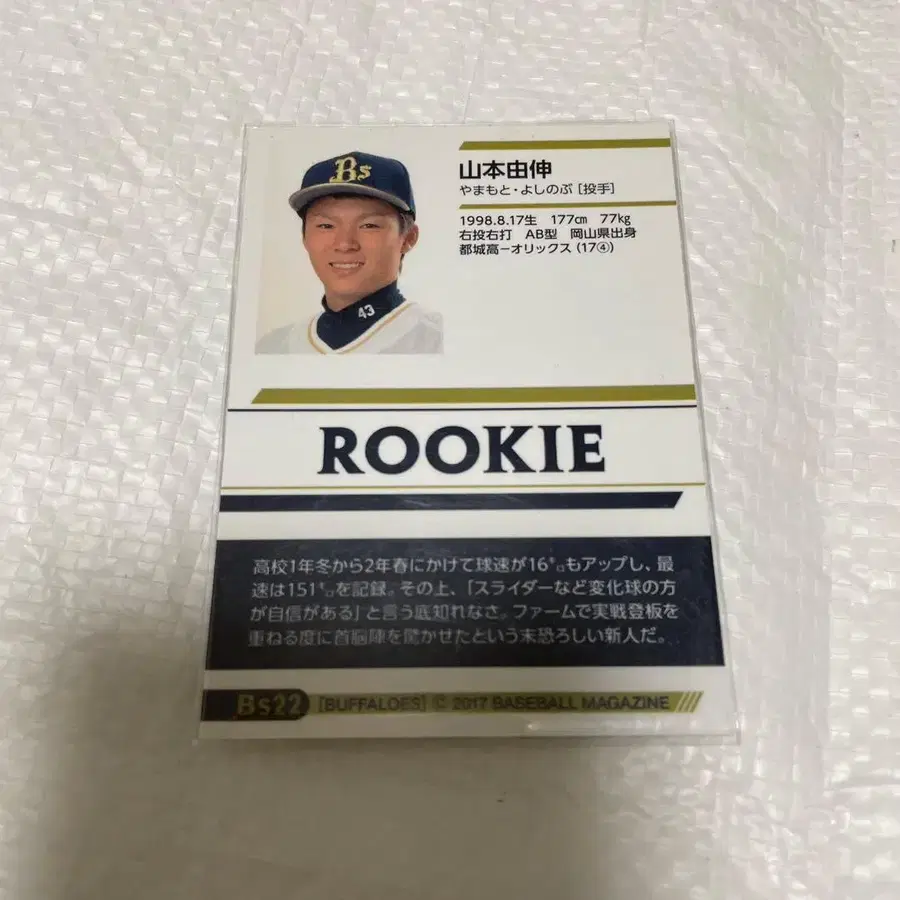 Bs
43
山本由伸
やまもと・よしのぶ [投手]
1998.8.17生 177㎝ 77㎏
右投右打 AB型 岡山県出身
都城高ーオリックス (17④)
ROOKIE
高校1年冬から2年春にかけて球速が16㌔もアップし、最
速は151㌔を記録。その上、「スライダーなど変化球の方
が自信がある」と言う底知れなさ。ファームで実戦登板を
重ねる度に首脳陣を驚かせたという末恐ろしい新人だ。
Bs22 [BUFFALOES] © 2017 BASEBALL MAGAZINE